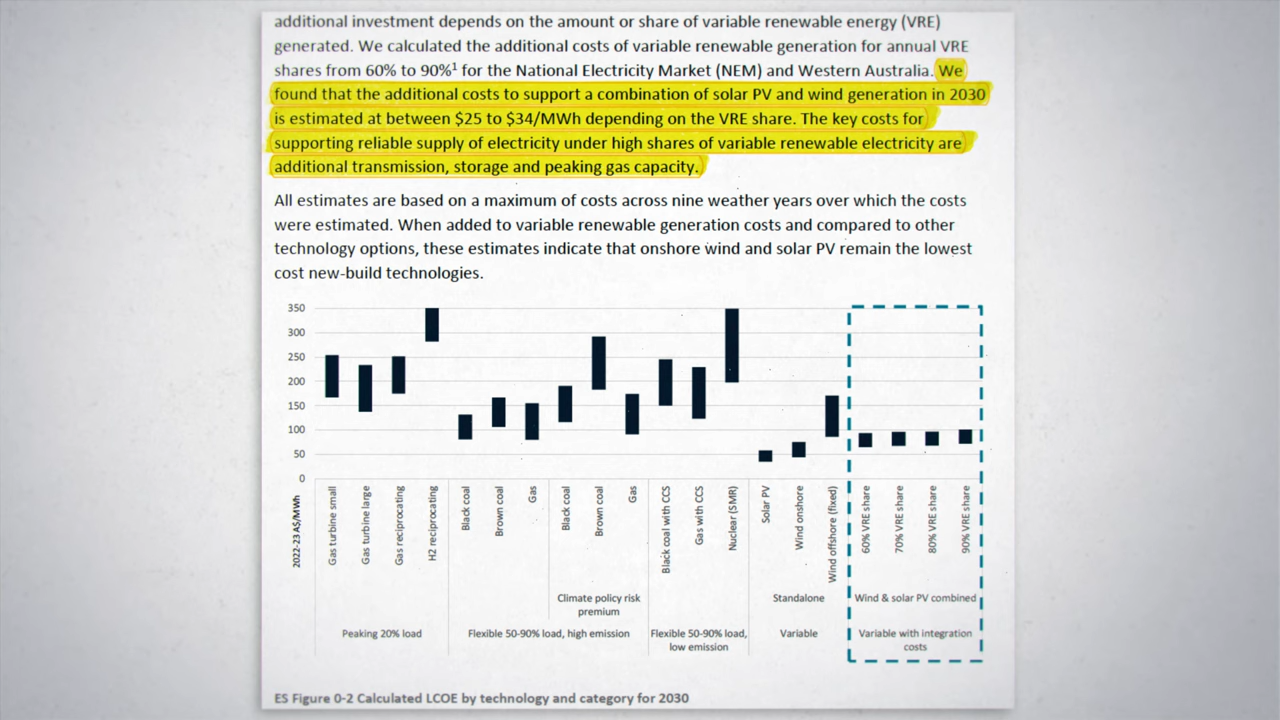 additional investment depends on the amount or share of variable renewable energy (VRE)
generated. We calculated the additional costs of variable renewable generation for annual VRE
shares from 60% to 90%¹ for the National Electricity Market (NEM) and Western Australia. We
found that the additional costs to support a combination of solar PV and wind generation in 2030
is estimated at between $25 to $34/MWh depending on the VRE share. The key costs for
supporting reliable supply of electricity under high shares of variable renewable electricity are
additional transmission, storage and peaking gas capacity.
All estimates are based on a maximum of costs across nine weather years over which the costs
were estimated. When added to variable renewable generation costs and compared to other
technology options, these estimates indicate that onshore wind and solar PV remain the lowest
cost new-build technologies.
350
300
250
200
150
100
50
0
2022-23 A$/MWh
Gas turbine small
Gas turbine large
Gas reciprocating
H2 reciprocating
Black coal
Brown coal
Gas
Black coal
Brown coal
Gas
Black coal with CCS
Gas with CCS
Nuclear (SMR)
Solar PV
Wind onshore
Wind offshore (fixed)
60% VRE share
70% VRE share
80% VRE share
90% VRE share
Climate policy risk
premium
Standalone
Wind & solar PV combined
Peaking 20% load
Flexible 50-90% load, high emission
Flexible 50-90% load,
low emission
Variable
Variable with integration
costs
ES Figure 0-2 Calculated LCOE by technology and category for 2030